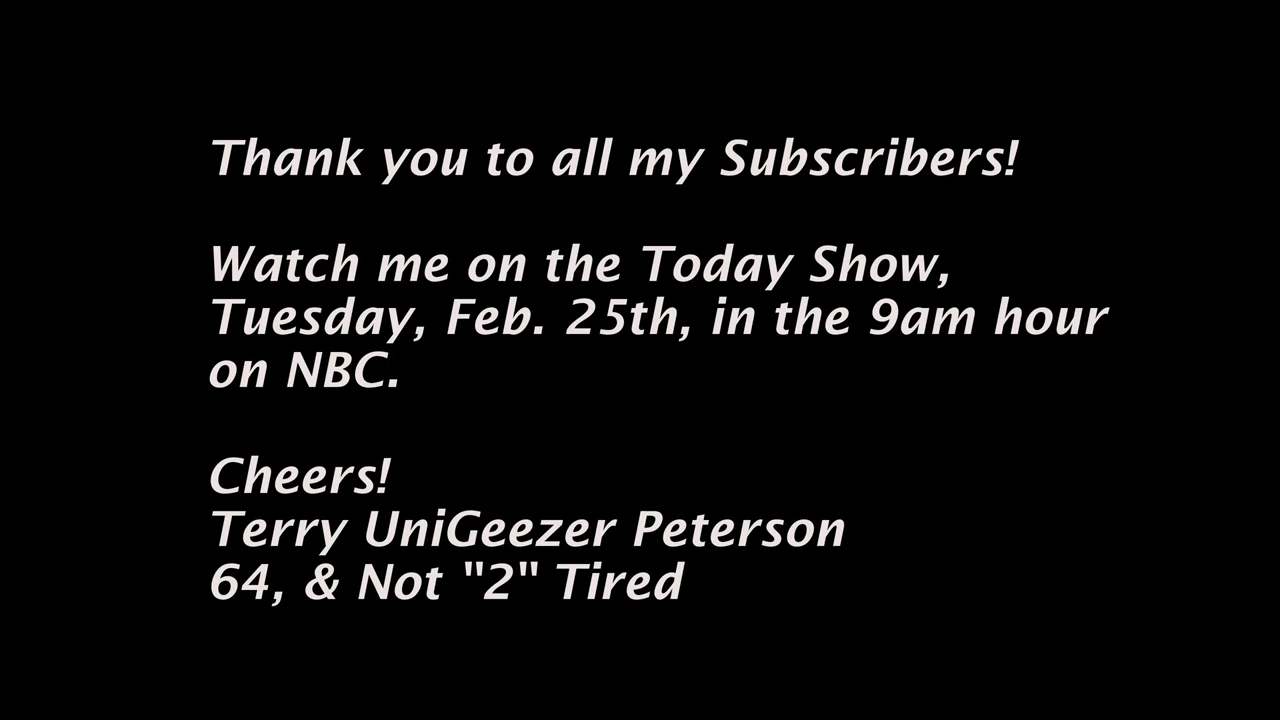 Thank you to all my Subscribers!
Watch me on the Today Show,
Tuesday, Feb. 25th, in the 9am hour
on NBC.
Cheers!
Terry UniGeezer Peterson
64, & Not "2" Tired